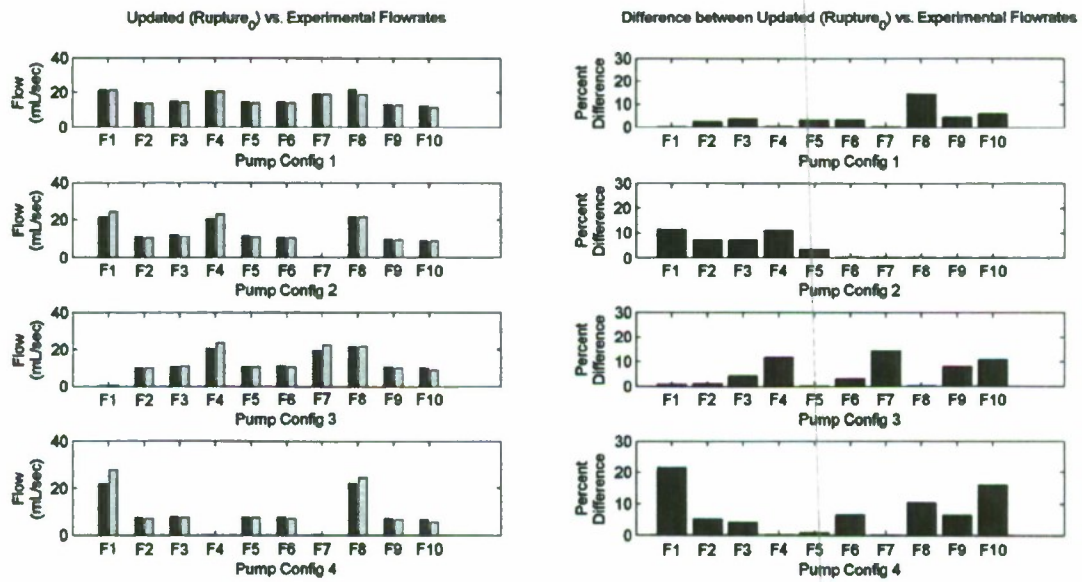 Updated (Rupture0) vs. Experimental Flowrates
40
20
0
Flow
(mL/sec)
F1 F2 F3 F4 F5 F6 F7 F8 F9 F10
Pump Config 1
40
20
0
Flow
(mL/sec)
F1 F2 F3 F4 F5 F6 F7 F8 F9 F10
Pump Config 2
40
20
0
Flow
(mL/sec)
F1 F2 F3 F4 F5 F6 F7 F8 F9 F10
Pump Config 3
40
20
0
Flow
(mL/sec)
F1 F2 F3 F4 F5 F6 F7 F8 F9 F10
Pump Config 4
Difference between Updated (Rupture0) vs. Experimental Flowrates
30
20
10
0
Percent
Difference
F1 F2 F3 F4 F5 F6 F7 F8 F9 F10
Pump Config 1
30
20
10
0
Percent
Difference
F1 F2 F3 F4 F5 F6 F7 F8 F9 F10
Pump Config 2
30
20
10
0
Percent
Difference
F1 F2 F3 F4 F5 F6 F7 F8 F9 F10
Pump Config 3
30
20
10
0
Percent
Difference
F1 F2 F3 F4 F5 F6 F7 F8 F9 F10
Pump Config 4